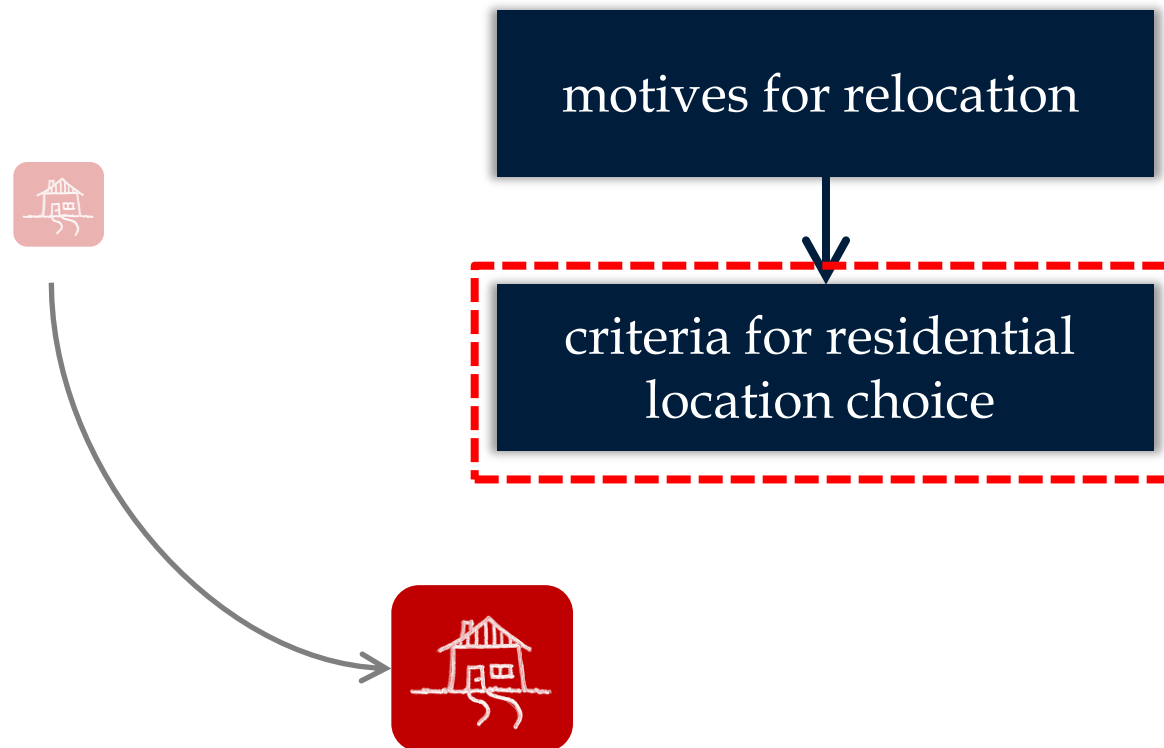 motives for relocation
criteria for residential
location choice